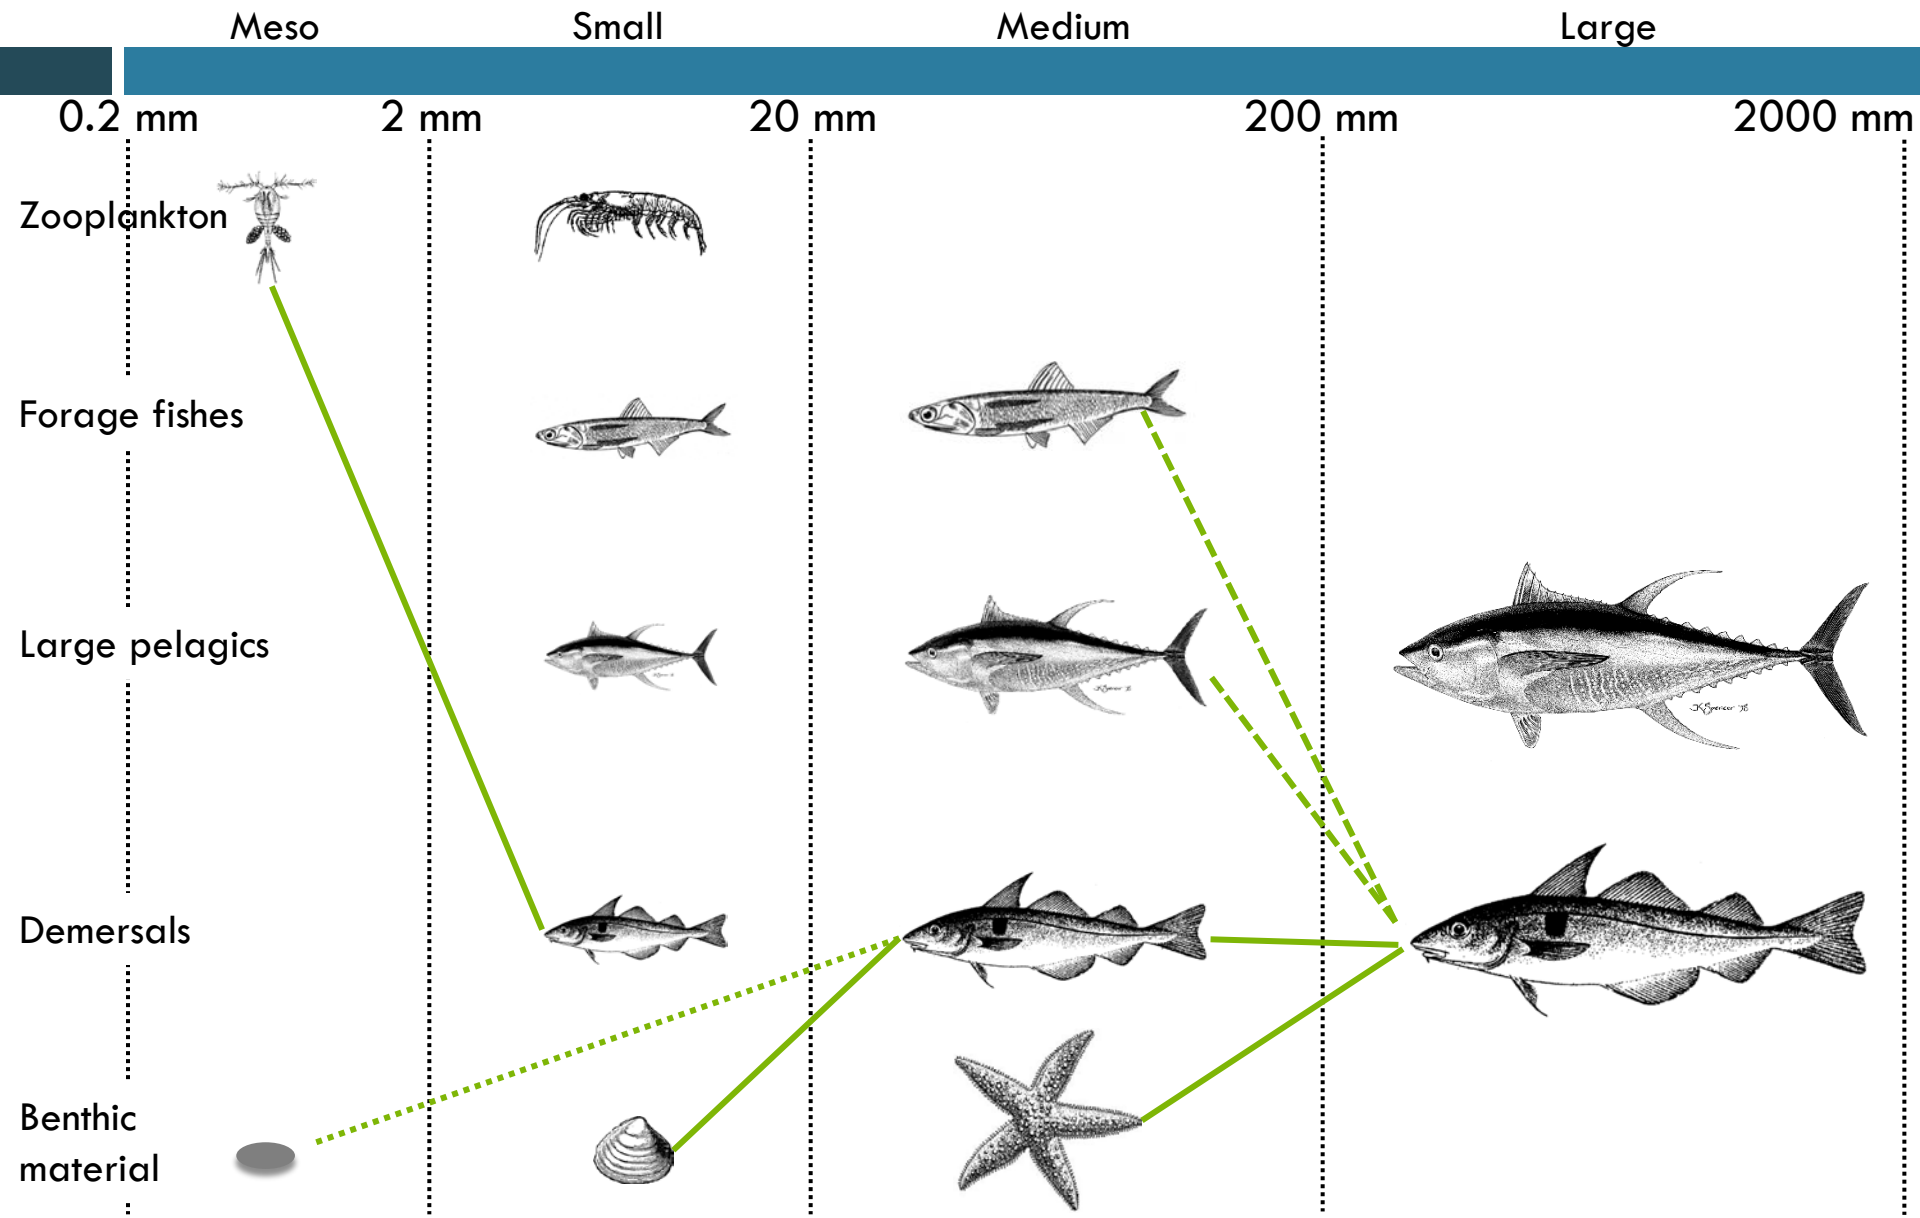 Meso Small Medium Large
0.2 mm 2 mm 20 mm 200 mm 2000 mm
Zooplankton
Forage fishes
Large pelagics
Demersals
Benthic
material